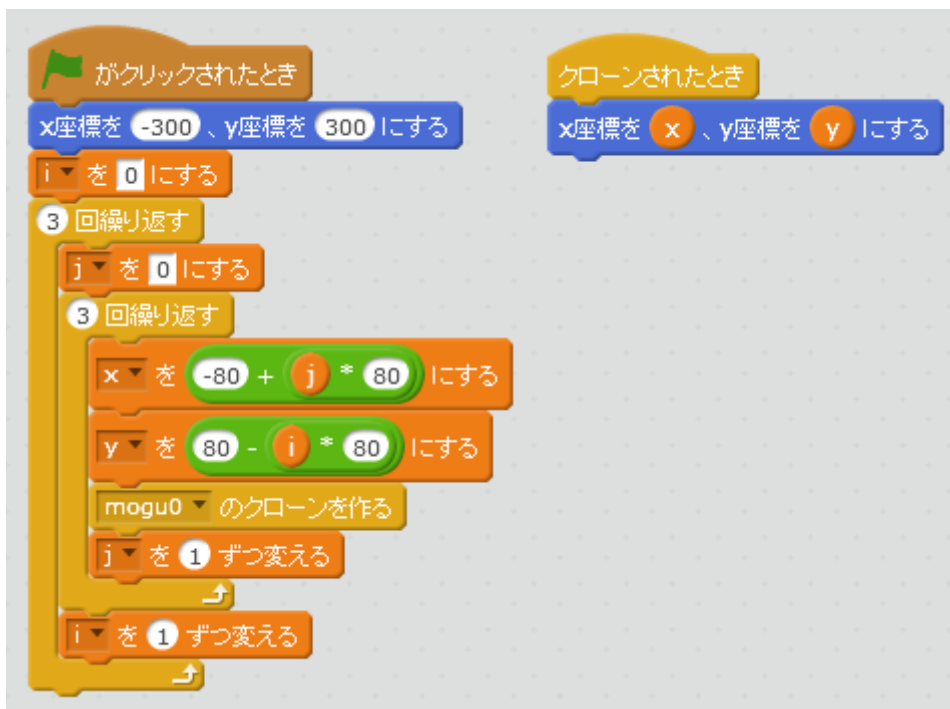 がクリックされたとき
x座標を -300 、y座標を 300 にする
i を 0 にする
3 回繰り返す
j を 0 にする
3 回繰り返す
x を -80 + j * 80 にする
y を 80 - i * 80 にする
mogu0 のクローンを作る
j を 1 ずつ変える
i を 1 ずつ変える
クローンされたとき
x座標を x 、y座標を y にする